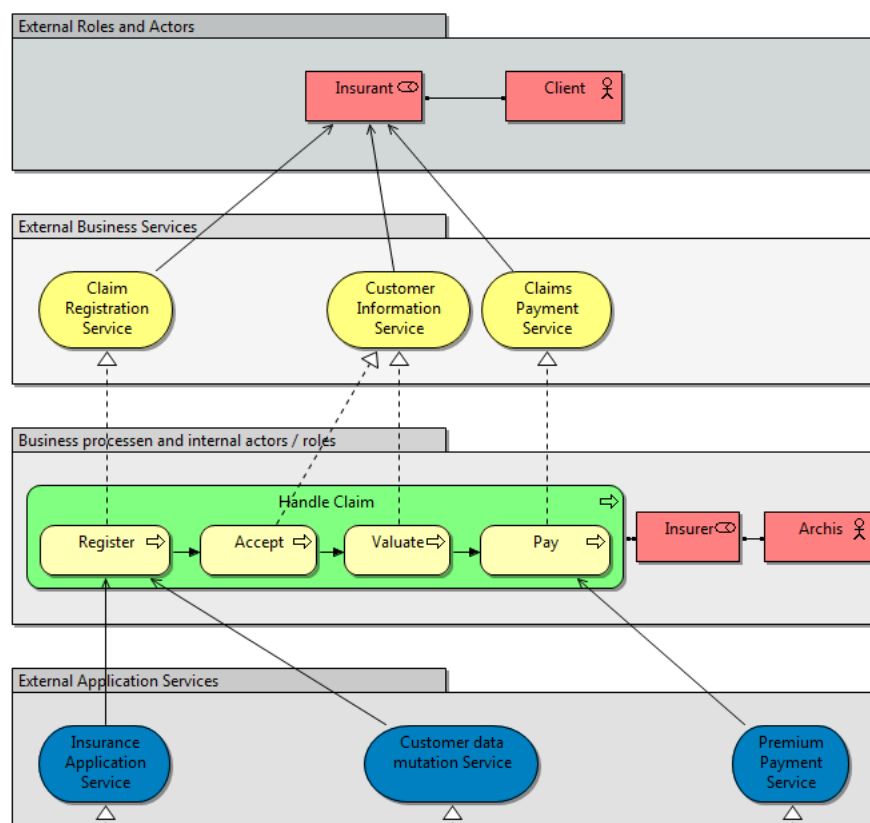 External Roles and Actors
Insurant
Client
External Business Services
Claim
Registration
Service
Customer
Information
Service
Claims
Payment
Service
Business processen and internal actors / roles
Handle Claim
Register
Accept
Valuate
Pay
Insurer
Archis
External Application Services
Insurance
Application
Service
Customer data
mutation Service
Premium
Payment
Service